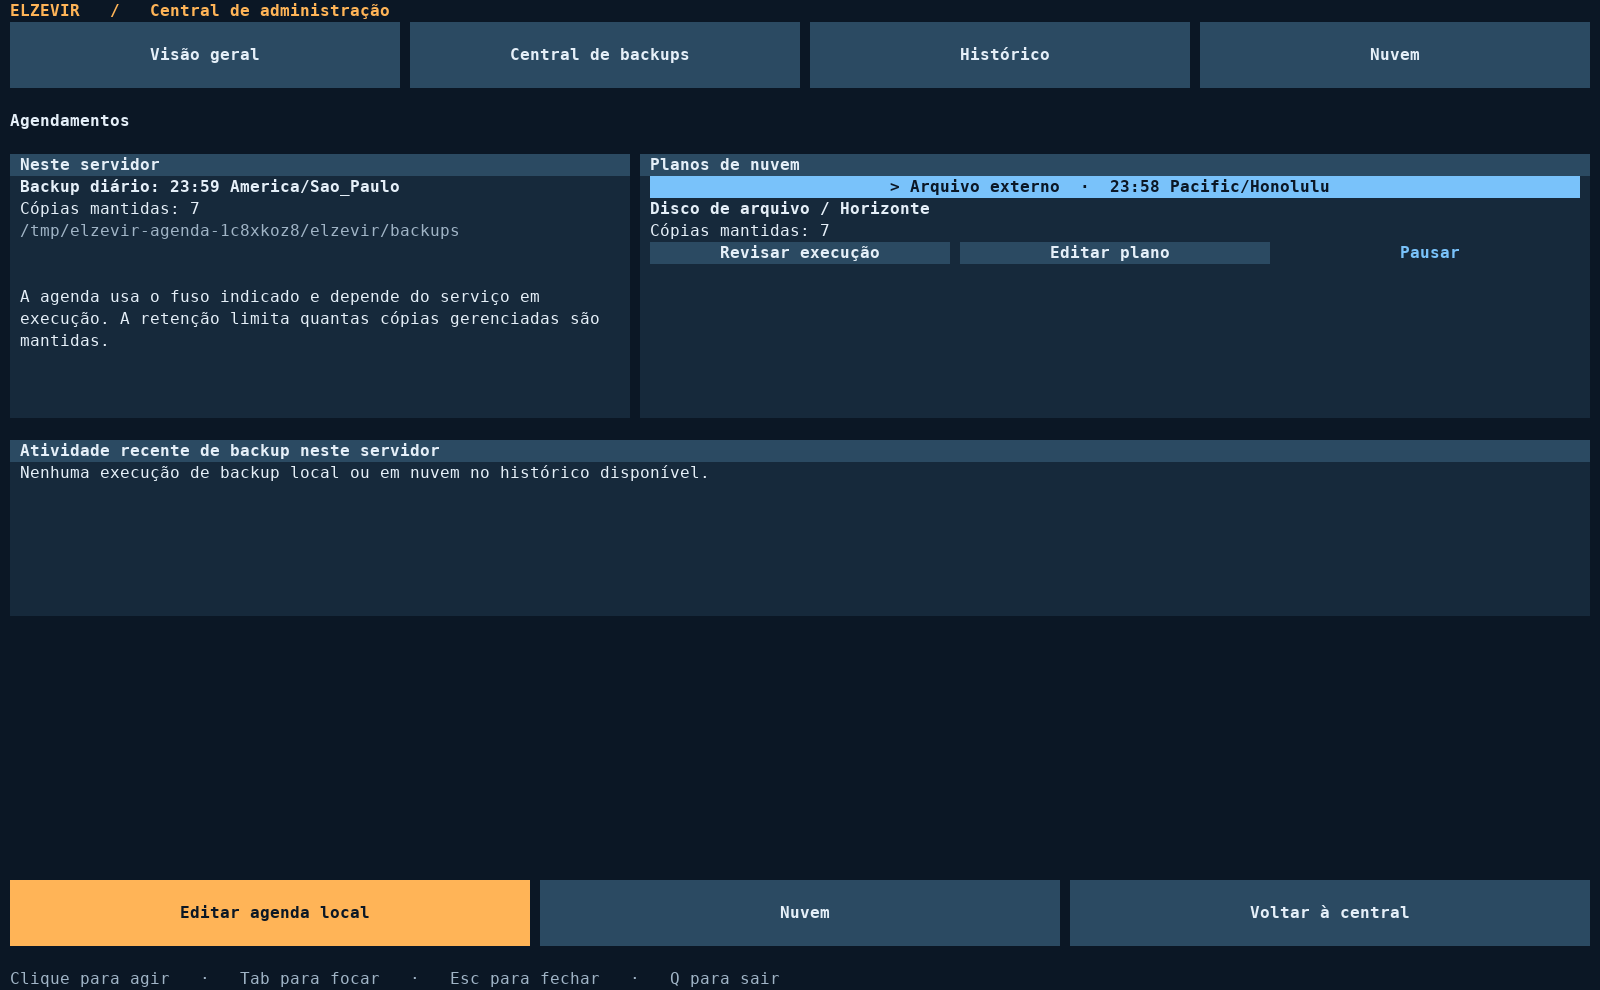 ELZEVIR / Central de administração
Visão geral Central de backups Histórico Nuvem
Agendamentos
Neste servidor
Backup diário: 23:59 America/Sao_Paulo
Cópias mantidas: 7
/tmp/elzevir-agenda-1c8xkoz8/elzevir/backups
A agenda usa o fuso indicado e depende do serviço em
execução. A retenção limita quantas cópias gerenciadas são
mantidas.
Planos de nuvem
> Arquivo externo · 23:58 Pacific/Honolulu
Disco de arquivo / Horizonte
Cópias mantidas: 7
Revisar execução Editar plano Pausar
Atividade recente de backup neste servidor
Nenhuma execução de backup local ou em nuvem no histórico disponível.
Editar agenda local Nuvem Voltar à central
Clique para agir · Tab para focar · Esc para fechar · Q para sair